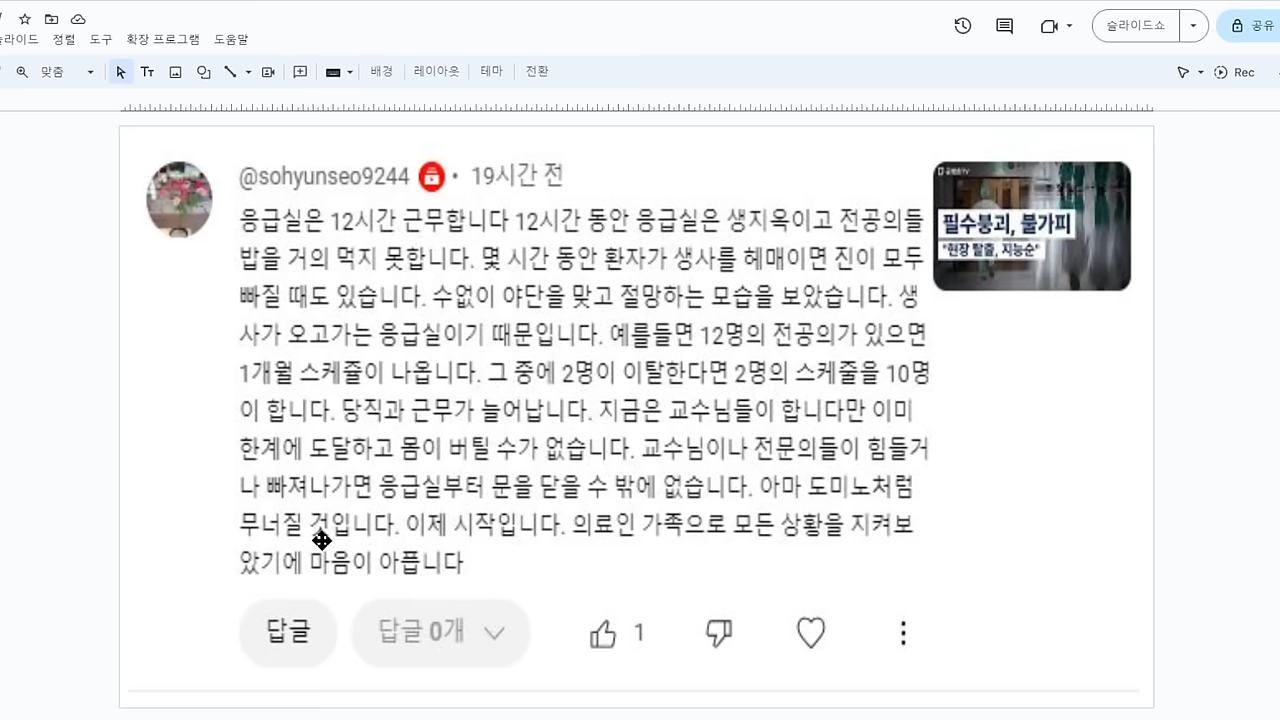 슬라이드 정렬 도구 확장 프로그램 도움말
슬라이드쇼
공유
맞춤
Tт
배경 레이아웃 테마 전환
Rec
@sohyunseo9244 · 19시간 전
응급실은 12시간 근무합니다 12시간 동안 응급실은 생지옥이고 전공의들
밥을 거의 먹지 못합니다. 몇 시간 동안 환자가 생사를 헤매이면 진이 모두
빠질 때도 있습니다. 수없이 야단을 맞고 절망하는 모습을 보았습니다. 생
사가 오고가는 응급실이기 때문입니다. 예를들면 12명의 전공의가 있으면
1개월 스케쥴이 나옵니다. 그 중에 2명이 이탈한다면 2명의 스케줄을 10명
이 합니다. 당직과 근무가 늘어납니다. 지금은 교수님들이 합니다만 이미
한계에 도달하고 몸이 버틸 수가 없습니다. 교수님이나 전문의들이 힘들거
나 빠져나가면 응급실부터 문을 닫을 수 밖에 없습니다. 아마 도미노처럼
무너질 것입니다. 이제 시작입니다. 의료인 가족으로 모든 상황을 지켜보
았기에 마음이 아픕니다
필수붕괴, 불가피
"현장 탈출, 지능순"
답글
답글 0개
1